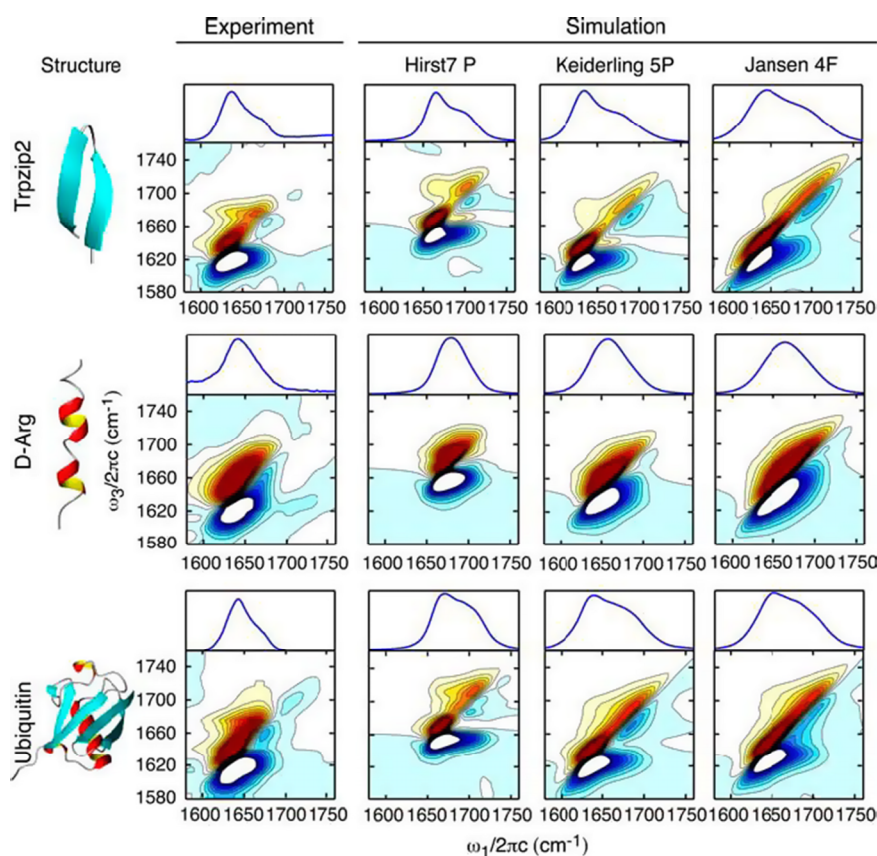 Experiment Simulation
Structure Hirst7 P Keiderling 5P Jansen 4F
Trpzip2
1740
1700
1660
1620
1580
1600 1650 1700 1750 1600 1650 1700 1750 1600 1650 1700 1750 1600 1650 1700 1750
D-Arg
ω3/2πc (cm-1)
1740
1700
1660
1620
1580
1600 1650 1700 1750 1600 1650 1700 1750 1600 1650 1700 1750 1600 1650 1700 1750
Ubiquitin
1740
1700
1660
1620
1580
1600 1650 1700 1750 1600 1650 1700 1750 1600 1650 1700 1750 1600 1650 1700 1750
ω1/2πc (cm-1)